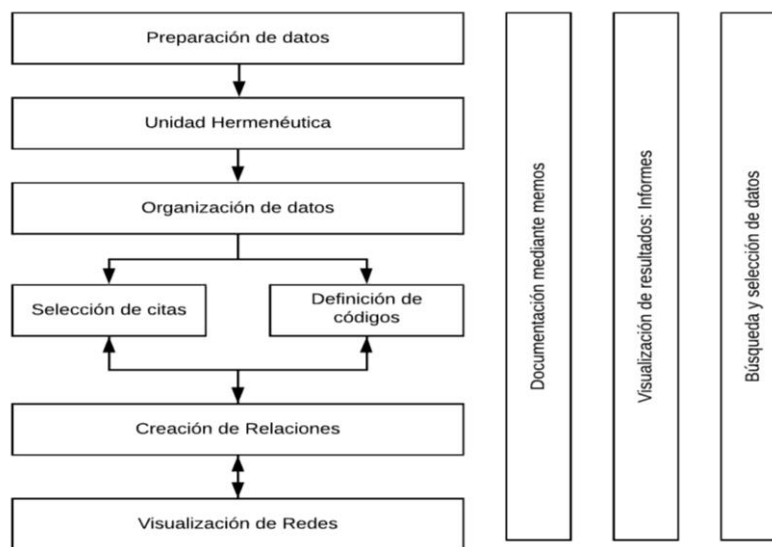 Preparación de datos
Unidad Hermenéutica
Organización de datos
Selección de citas
Definición de
códigos
Creación de Relaciones
Visualización de Redes
Documentación mediante memos
Visualización de resultados: Informes
Búsqueda y selección de datos